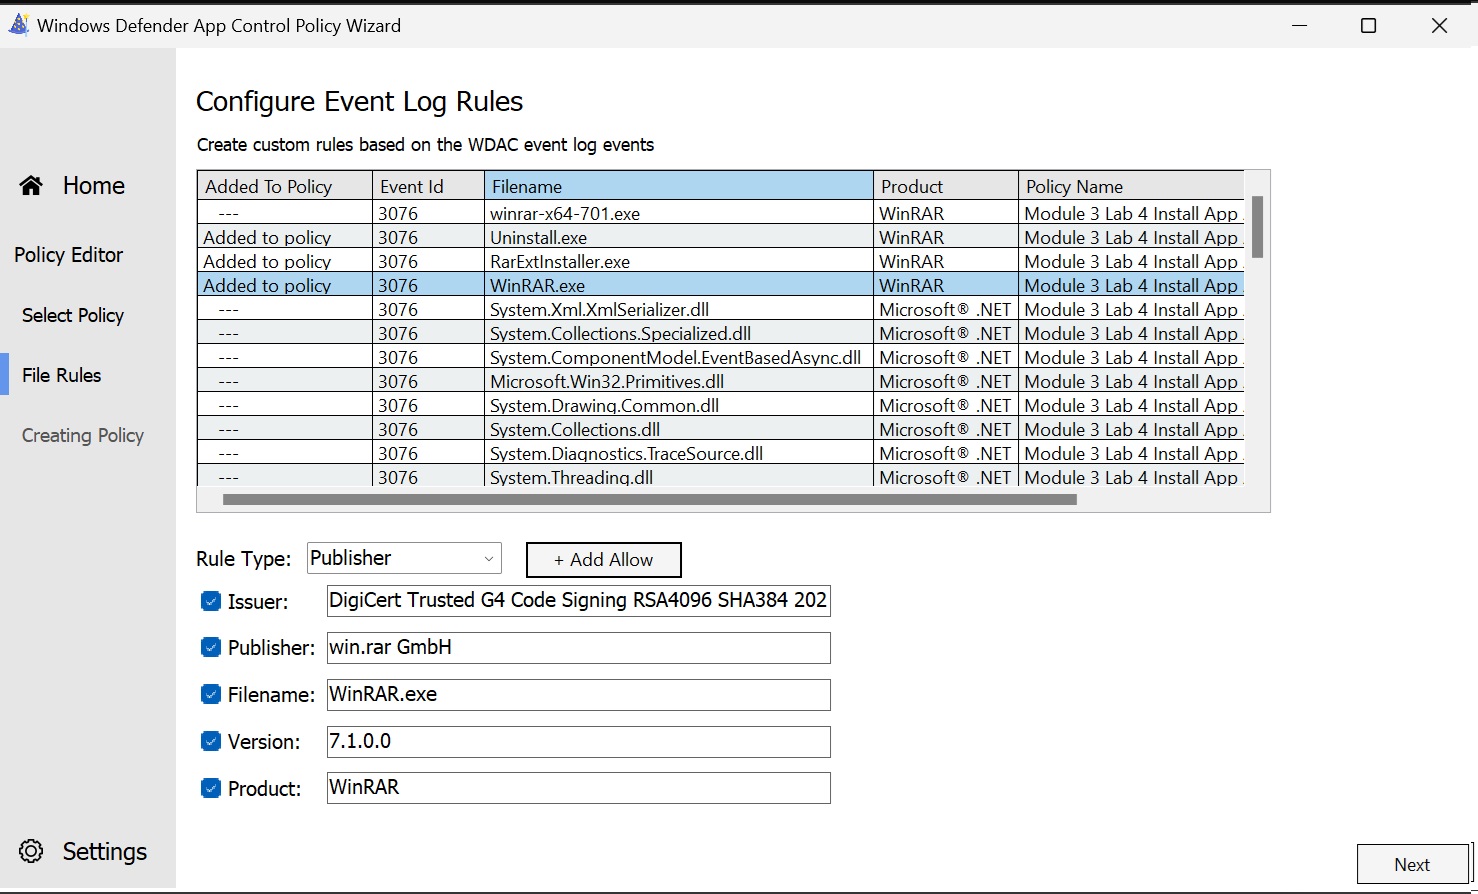 Windows Defender App Control Policy Wizard
Home
Policy Editor
Select Policy
File Rules
Creating Policy
Settings
Configure Event Log Rules
Create custom rules based on the WDAC event log events
Added To Policy Event Id Filename Product Policy Name
--- 3076 winrar-x64-701.exe WinRAR Module 3 Lab 4 Install App .
Added to policy 3076 Uninstall.exe WinRAR Module 3 Lab 4 Install App .
Added to policy 3076 RarExtInstaller.exe WinRAR Module 3 Lab 4 Install App .
Added to policy 3076 WinRAR.exe WinRAR Module 3 Lab 4 Install App .
--- 3076 System.Xml.XmlSerializer.dll Microsoft® .NET Module 3 Lab 4 Install App .
--- 3076 System.Collections.Specialized.dll Microsoft® .NET Module 3 Lab 4 Install App .
--- 3076 System.ComponentModel.EventBasedAsync.dll Microsoft® .NET Module 3 Lab 4 Install App .
--- 3076 Microsoft.Win32.Primitives.dll Microsoft® .NET Module 3 Lab 4 Install App .
--- 3076 System.Drawing.Common.dll Microsoft® .NET Module 3 Lab 4 Install App .
--- 3076 System.Collections.dll Microsoft® .NET Module 3 Lab 4 Install App .
--- 3076 System.Diagnostics.TraceSource.dll Microsoft® .NET Module 3 Lab 4 Install App .
--- 3076 System.Threading.dll Microsoft® .NET Module 3 Lab 4 Install App .
Rule Type: Publisher + Add Allow
Issuer: DigiCert Trusted G4 Code Signing RSA4096 SHA384 202
Publisher: win.rar GmbH
Filename: WinRAR.exe
Version: 7.1.0.0
Product: WinRAR
Next